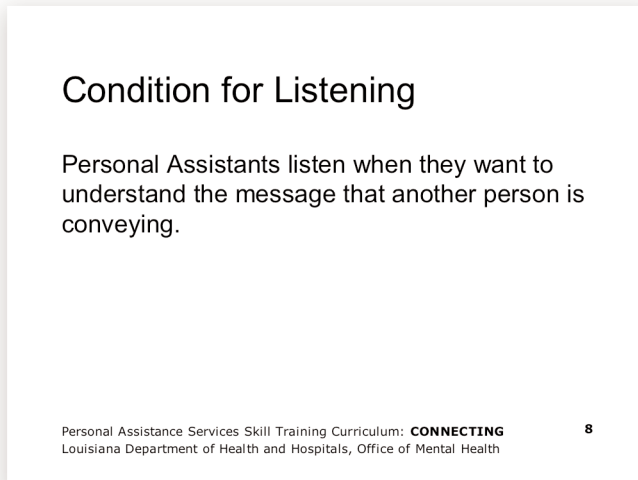 Condition for Listening
Personal Assistants listen when they want to
understand the message that another person is
conveying.
Personal Assistance Services Skill Training Curriculum: CONNECTING
8
Louisiana Department of Health and Hospitals, Office of Mental Health